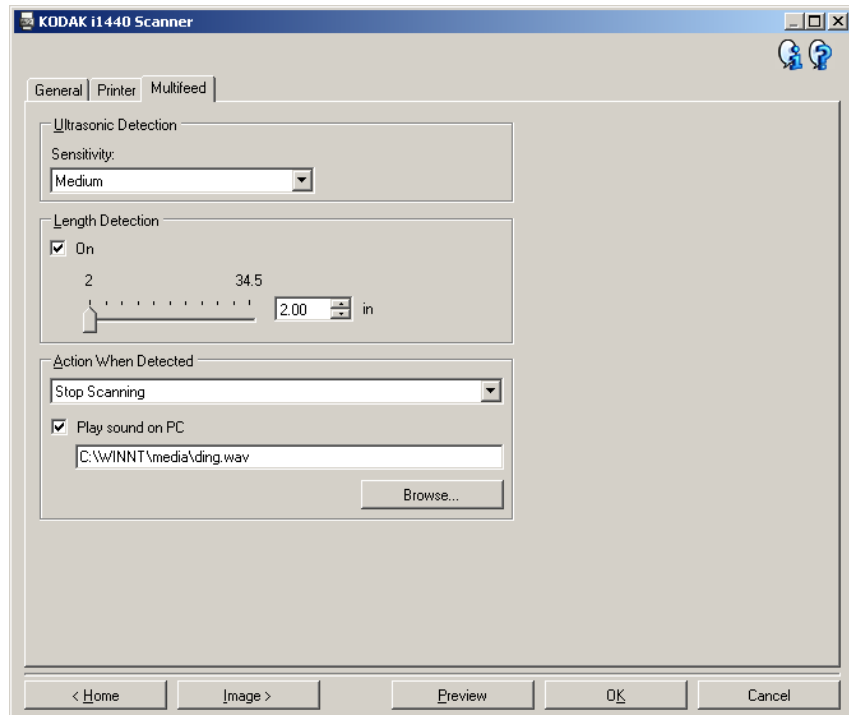 KODAK i1440 Scanner
General Printer Multifeed
Ultrasonic Detection
Sensitivity:
Medium
Length Detection
On
2 34.5
2.00 in
Action When Detected
Stop Scanning
Play sound on PC
C:\WINNT\media\ding.wav
Browse...
< Home Image > Preview OK Cancel